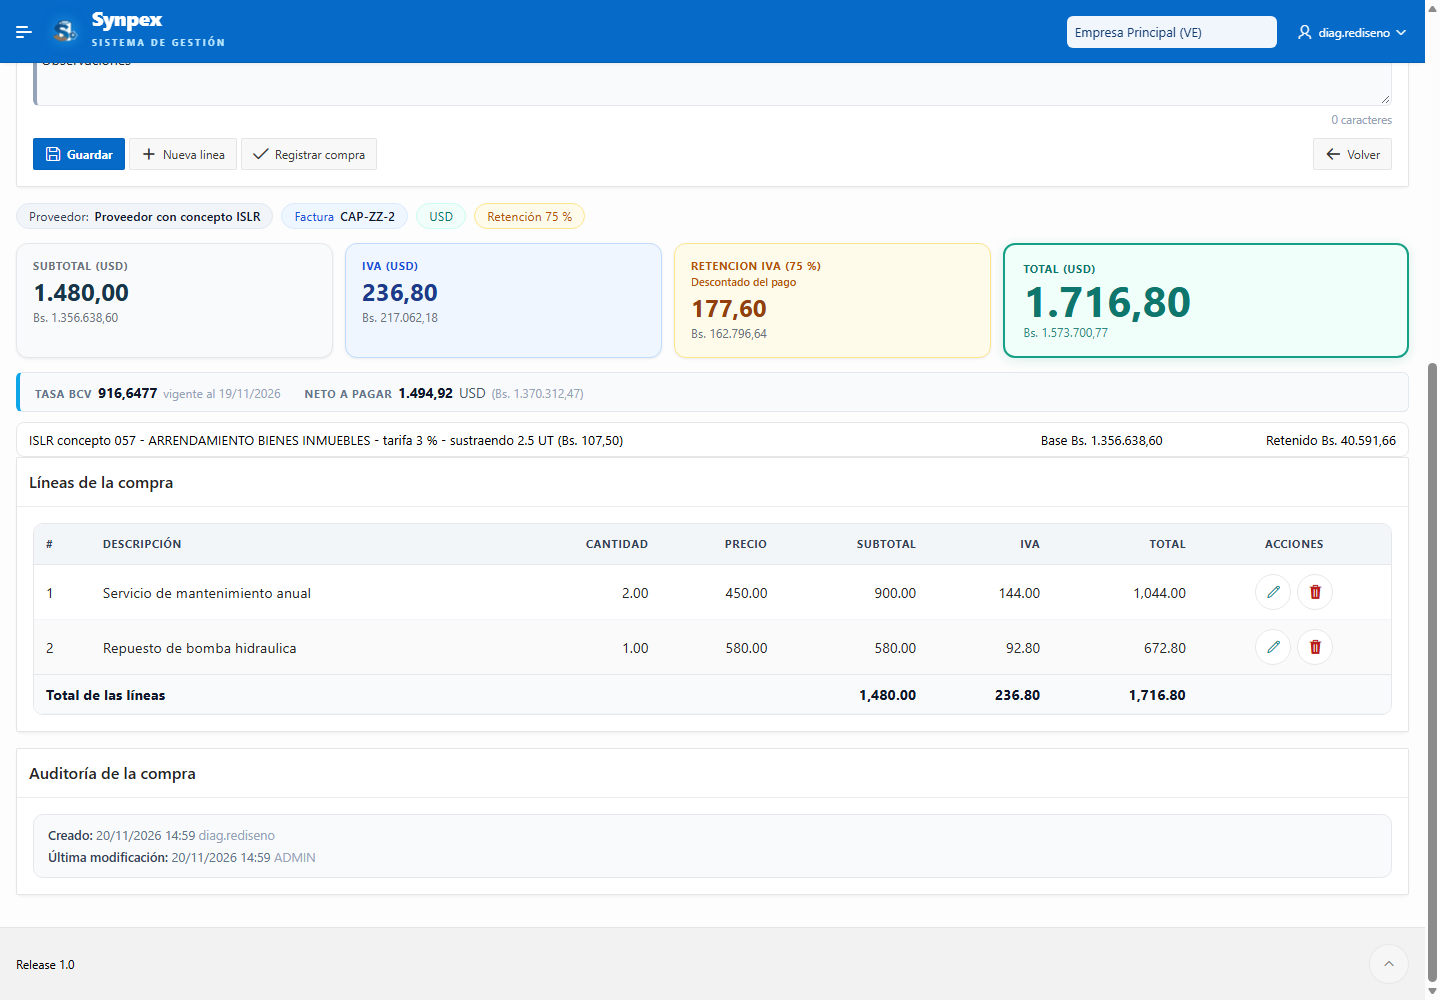 Synpex
SISTEMA DE GESTIÓN
Empresa Principal (VE)
diag.rediseno
Observaciones
0 caracteres
Guardar
Nueva linea
Registrar compra
Volver
Proveedor: Proveedor con concepto ISLR
Factura CAP-ZZ-2
USD
Retención 75 %
SUBTOTAL (USD)
1.480,00
Bs. 1.356.638,60
IVA (USD)
236,80
Bs. 217.062,18
RETENCION IVA (75 %)
Descontado del pago
177,60
Bs. 162.796,64
TOTAL (USD)
1.716,80
Bs. 1.573.700,77
TASA BCV 916,6477 vigente al 19/11/2026 NETO A PAGAR 1.494,92 USD (Bs. 1.370.312,47)
ISLR concepto 057 - ARRENDAMIENTO BIENES INMUEBLES - tarifa 3 % - sustraendo 2.5 UT (Bs. 107,50) Base Bs. 1.356.638,60 Retenido Bs. 40.591,66
Líneas de la compra
# DESCRIPCIÓN CANTIDAD PRECIO SUBTOTAL IVA TOTAL ACCIONES
1 Servicio de mantenimiento anual 2.00 450.00 900.00 144.00 1,044.00
2 Repuesto de bomba hidraulica 1.00 580.00 580.00 92.80 672.80
Total de las líneas 1,480.00 236.80 1,716.80
Auditoría de la compra
Creado: 20/11/2026 14:59 diag.rediseno
Última modificación: 20/11/2026 14:59 ADMIN
Release 1.0